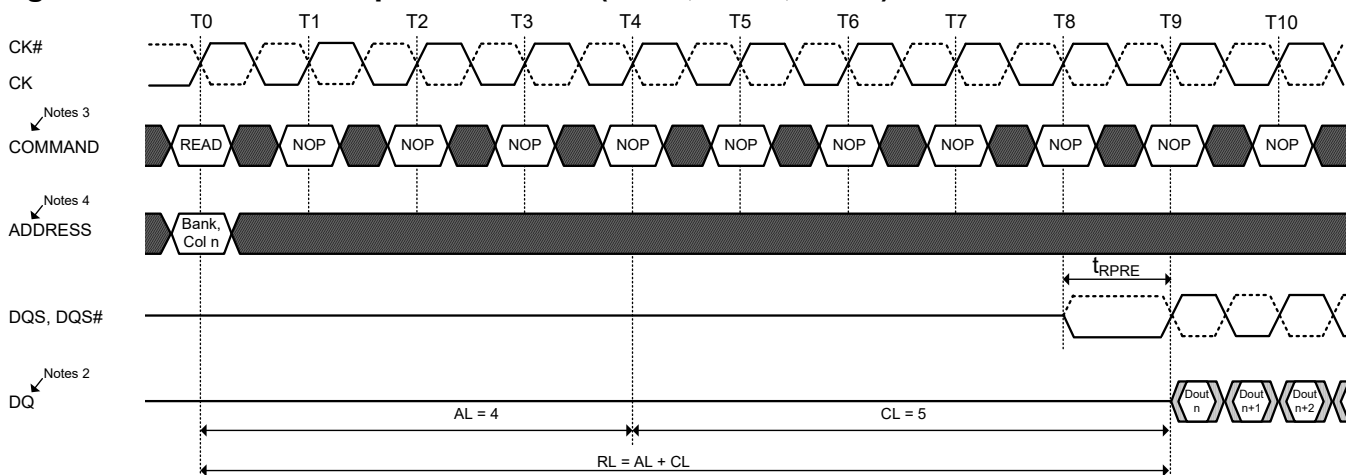 T0 T1 T2 T3 T4 T5 T6 T7 T8 T9 T10
CK#
CK
Notes 3
COMMAND READ NOP NOP NOP NOP NOP NOP NOP NOP NOP NOP
Notes 4
ADDRESS
Bank,
Col n
tRPRE
DQS, DQS#
Notes 2
DQ
Dout Dout Dout
n n+1 n+2
AL = 4 CL = 5
RL = AL + CL